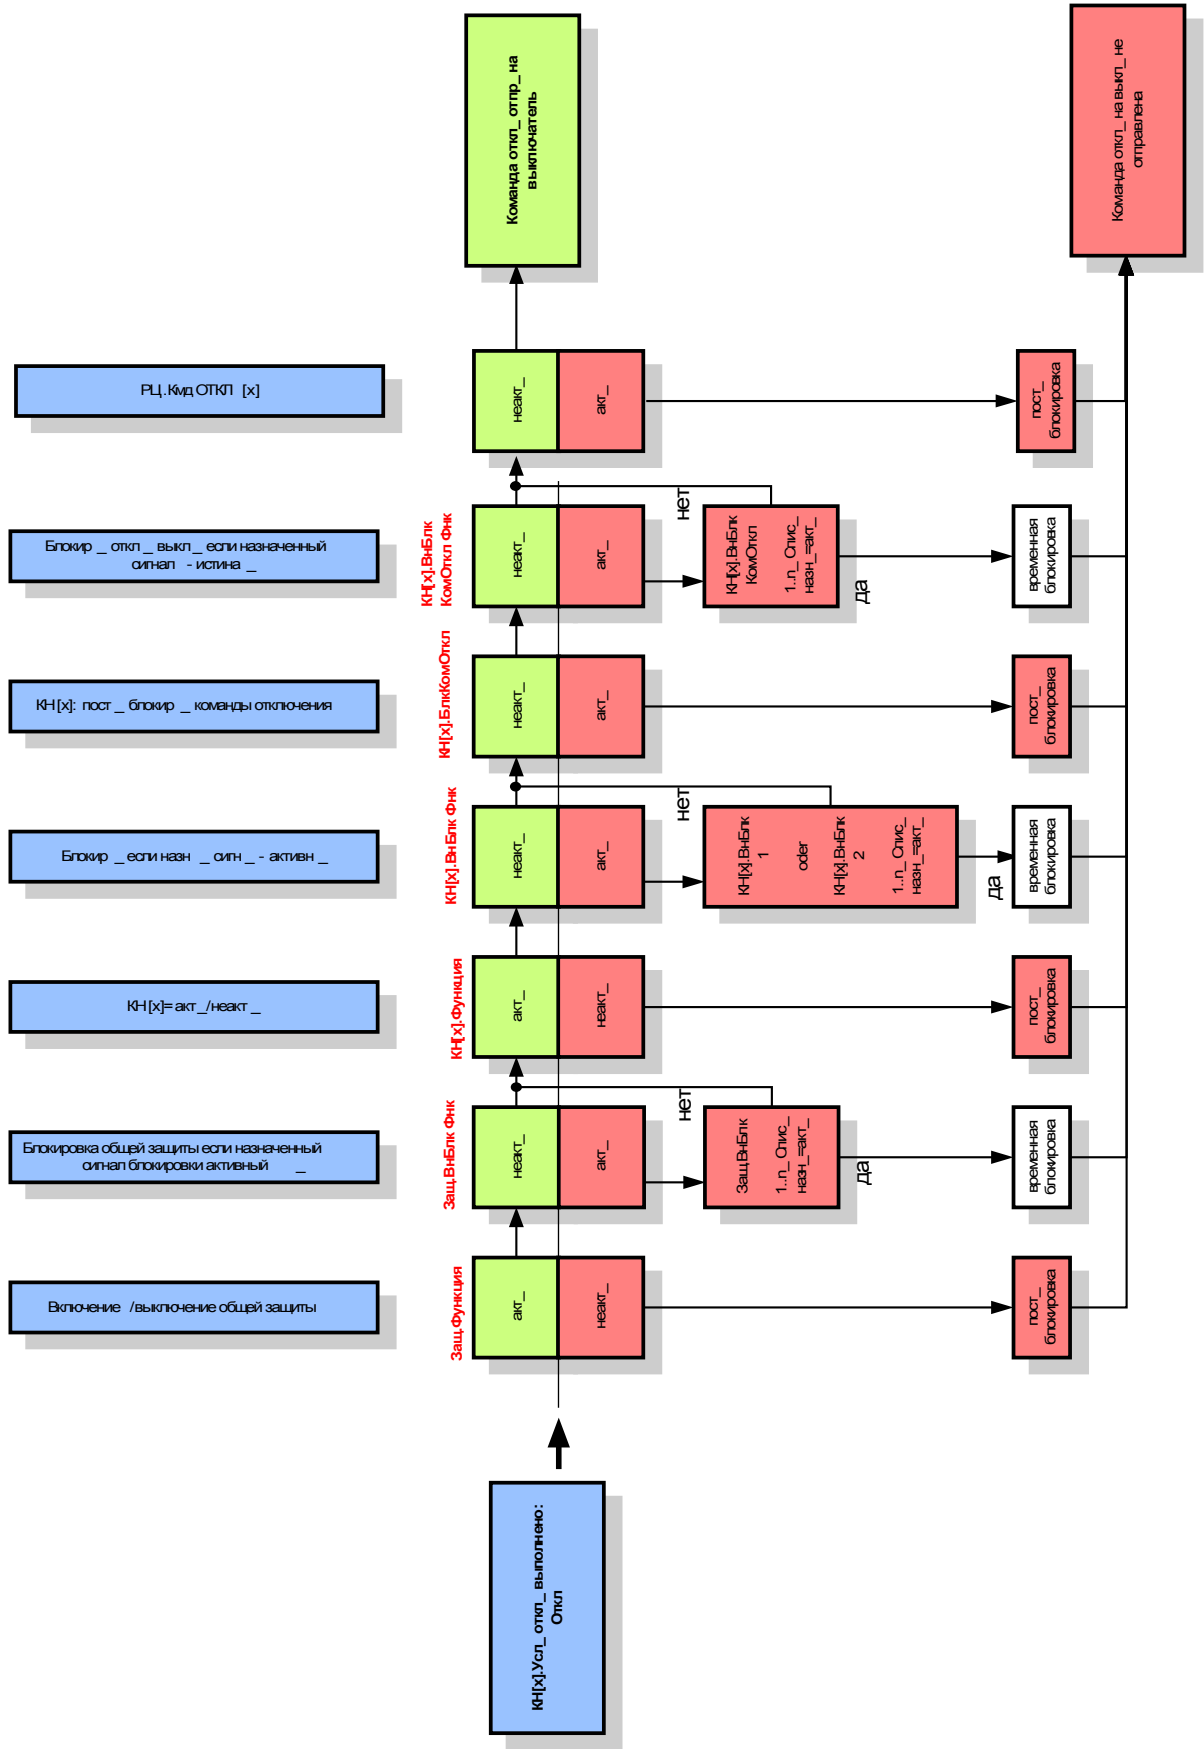 Команда откл_ отпр_ на
выключатель
Команда откл_ на выкл_ не
отправлена
РЦ.Кмд ОТКЛ [x]
неакт_
акт_
пост_
блокировка
Блокир _ откл _ выкл _ если назначенный
сигнал - истина _
КН[x].ВнБлк
КомОткл Фнк
неакт_
акт_
нет
КН[x].ВнБлк
КомОткл
1..n_ Спис_
назн_=акт_
да
временная
блокировка
КН [x]: пост _ блокир _ команды отключения
КН[x].БлкКомОткл
неакт_
акт_
пост_
блокировка
Блокир _ если назн _ сигн _ - активн _
КН[x].ВнБлк Фнк
неакт_
акт_
нет
КН[x].ВнБлк
1
oder
КН[x].ВнБлк
2
1..n_ Спис_
назн_=акт_
да
временная
блокировка
КН [x]= акт _/неакт _
КН[x].Функция
акт_
неакт_
пост_
блокировка
Блокировка общей защиты если назначенный
сигнал блокировки активный _
Защ.ВнБлк Фнк
неакт_
акт_
нет
Защ.ВнБлк
1..n_ Спис_
назн_=акт_
да
временная
блокировка
Включение /выключение общей защиты
Защ.Функция
акт_
неакт_
пост_
блокировка
КН[x].Усл_ откл_ выполнено:
Откл